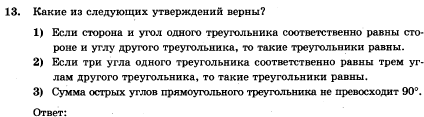 13. Какие из следующих утверждений верны?
1) Если сторона и угол одного треугольника соответственно равны сто-
роне и углу другого треугольника, то такие треугольники равны.
2) Если три угла одного треугольника соответственно равны трем уг-
лам другого треугольника, то такие треугольники равны.
3) Сумма острых углов прямоугольного треугольника не превосходит 90°.
Ответ: